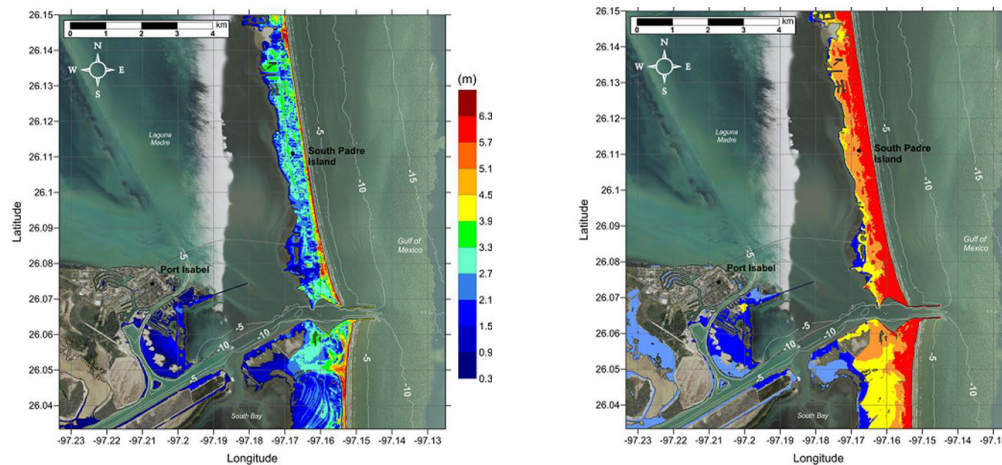 km
0 1 2 3 4
N
W E
S
Laguna
Madre
South Padre
Island
-5
-10
-15
Gulf of
Mexico
-5
Port Isabel
-5
-10
-10
-5
-5
-10
South Bay
26.15
26.14
26.13
26.12
26.11
26.1
26.09
26.08
26.07
26.06
26.05
26.04
Latitude
-97.23 -97.22 -97.21 -97.2 -97.19 -97.18 -97.17 -97.16 -97.15 -97.14 -97.13
Longitude
(m)
6.3
5.7
5.1
4.5
3.9
3.3
2.7
2.1
1.5
0.9
0.3
km
0 1 2 3 4
N
W E
S
Laguna
Madre
South Padre
Island
-5
-10
-15
Gulf of
Mexico
-5
Port Isabel
-5
-10
-10
-5
-5
-10
South Bay
26.15
26.14
26.13
26.12
26.11
26.1
26.09
26.08
26.07
26.06
26.05
26.04
Latitude
-97.23 -97.22 -97.21 -97.2 -97.19 -97.18 -97.17 -97.16 -97.15 -97.14 -97.13
Longitude